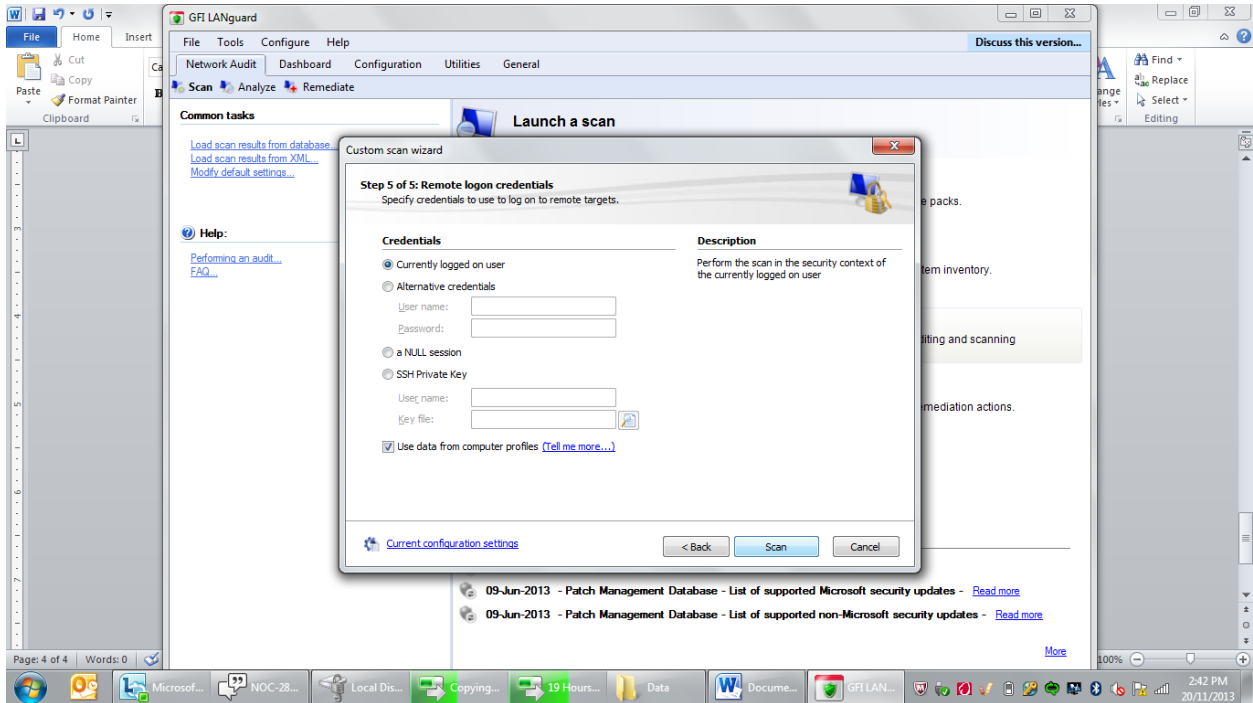 GFI LANguard
File Home Insert
File Tools Configure Help Discuss this version...
Network Audit Dashboard Configuration Utilities General
Scan Analyze Remediate
Cut
Copy
Paste
Format Painter
Clipboard
Ca
B
Find
Replace
Select
Editing
ange
Common tasks
Load scan results from database...
Load scan results from XML...
Modify default settings...
Help:
Performing an audit...
FAQ...
Launch a scan
e packs.
tem inventory.
diting and scanning
emediation actions.
Custom scan wizard
Step 5 of 5: Remote logon credentials
Specify credentials to use to log on to remote targets.
Credentials
Currently logged on user
Alternative credentials
User name:
Password:
a NULL session
SSH Private Key
User name:
Key file:
Use data from computer profiles (Tell me more...)
Description
Perform the scan in the security context of
the currently logged on user
Current configuration settings
< Back Scan Cancel
09-Jun-2013 - Patch Management Database - List of supported Microsoft security updates - Read more
09-Jun-2013 - Patch Management Database - List of supported non-Microsoft security updates - Read more
More
Page: 4 of 4 Words: 0 100%
Microsof... NOC-28... Local Dis... Copying... 19 Hours... Data Docume... GFI LAN...
2:42 PM
20/11/2013